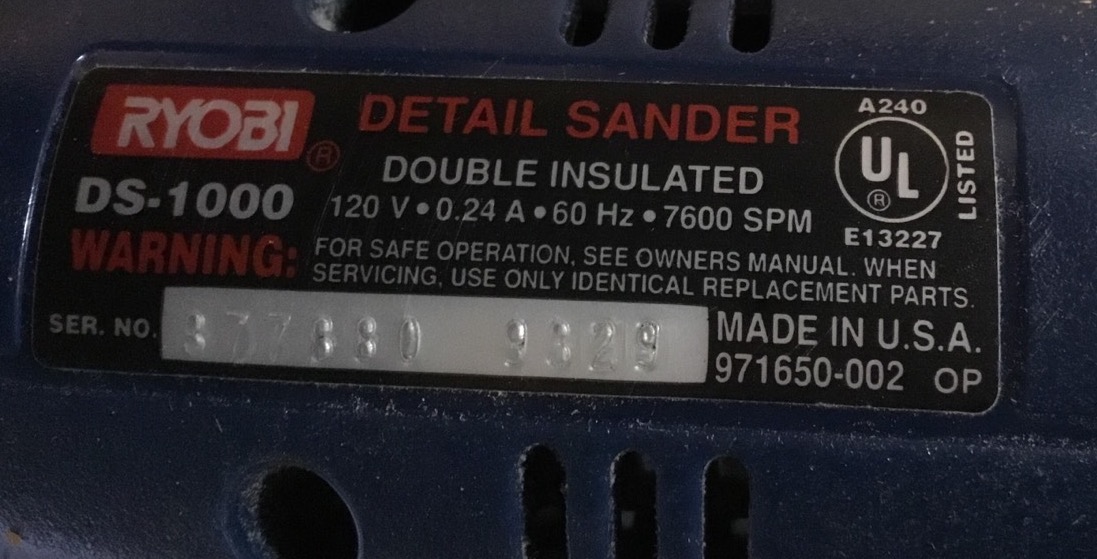 RYOBI ®
DETAIL SANDER
DOUBLE INSULATED
DS-1000
120 V • 0.24 A • 60 Hz • 7600 SPM
A240
UL ®
LISTED
E13227
WARNING: FOR SAFE OPERATION, SEE OWNERS MANUAL. WHEN
SERVICING, USE ONLY IDENTICAL REPLACEMENT PARTS.
SER. NO.
MADE IN U.S.A.
971650-002 OP